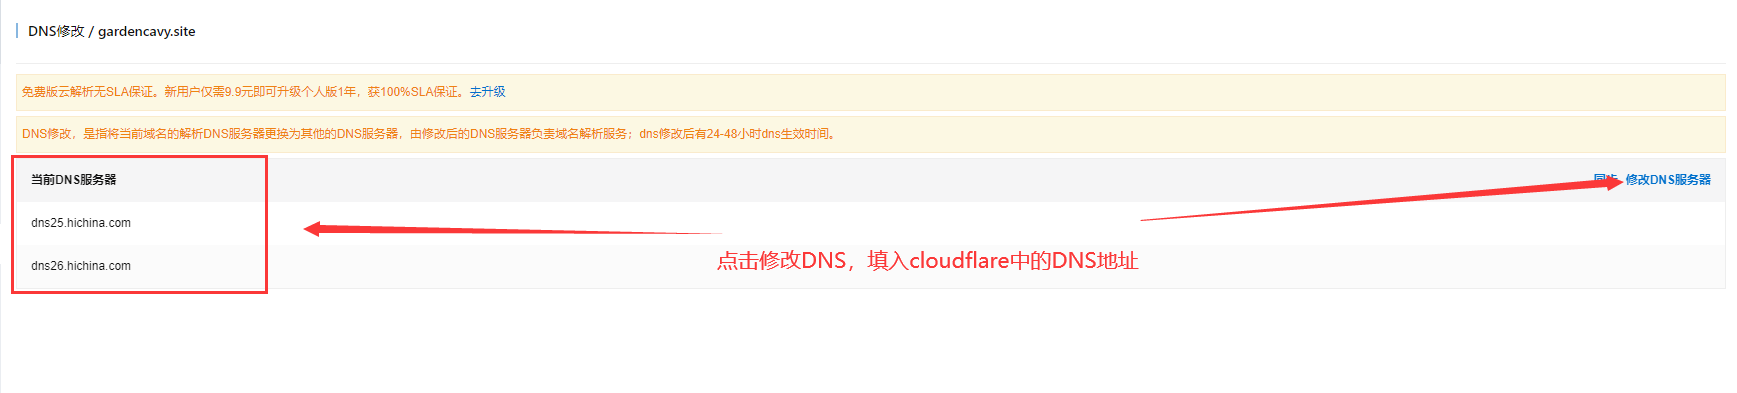 DNS修改 / gardencavy.site
免费版云解析无SLA保证。新用户仅需9.9元即可升级个人版1年，获100%SLA保证。去升级
DNS修改，是指将当前域名的解析DNS服务器更换为其他的DNS服务器，由修改后的DNS服务器负责域名解析服务；dns修改后有24-48小时dns生效时间。
当前DNS服务器 同步 修改DNS服务器
dns25.hichina.com
点击修改DNS，填入cloudflare中的DNS地址
dns26.hichina.com